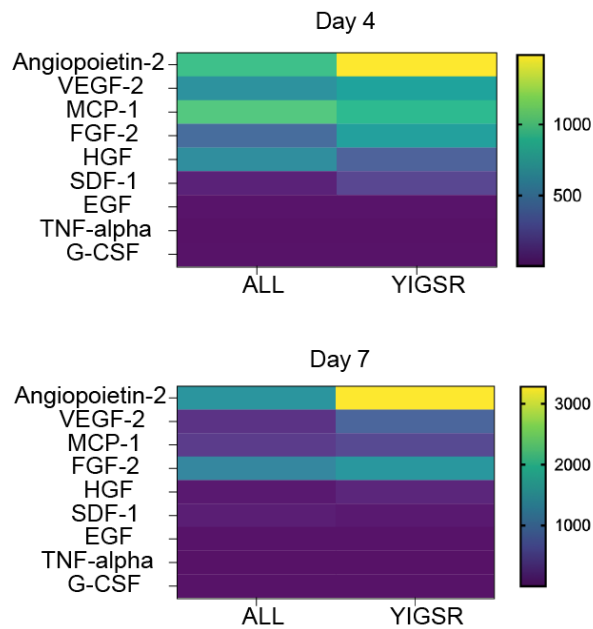 Day 4
Angiopoietin-2
VEGF-2
MCP-1
FGF-2
HGF
SDF-1
EGF
TNF-alpha
G-CSF
ALL YIGSR
1000
500
Day 7
Angiopoietin-2
VEGF-2
MCP-1
FGF-2
HGF
SDF-1
EGF
TNF-alpha
G-CSF
ALL YIGSR
3000
2000
1000